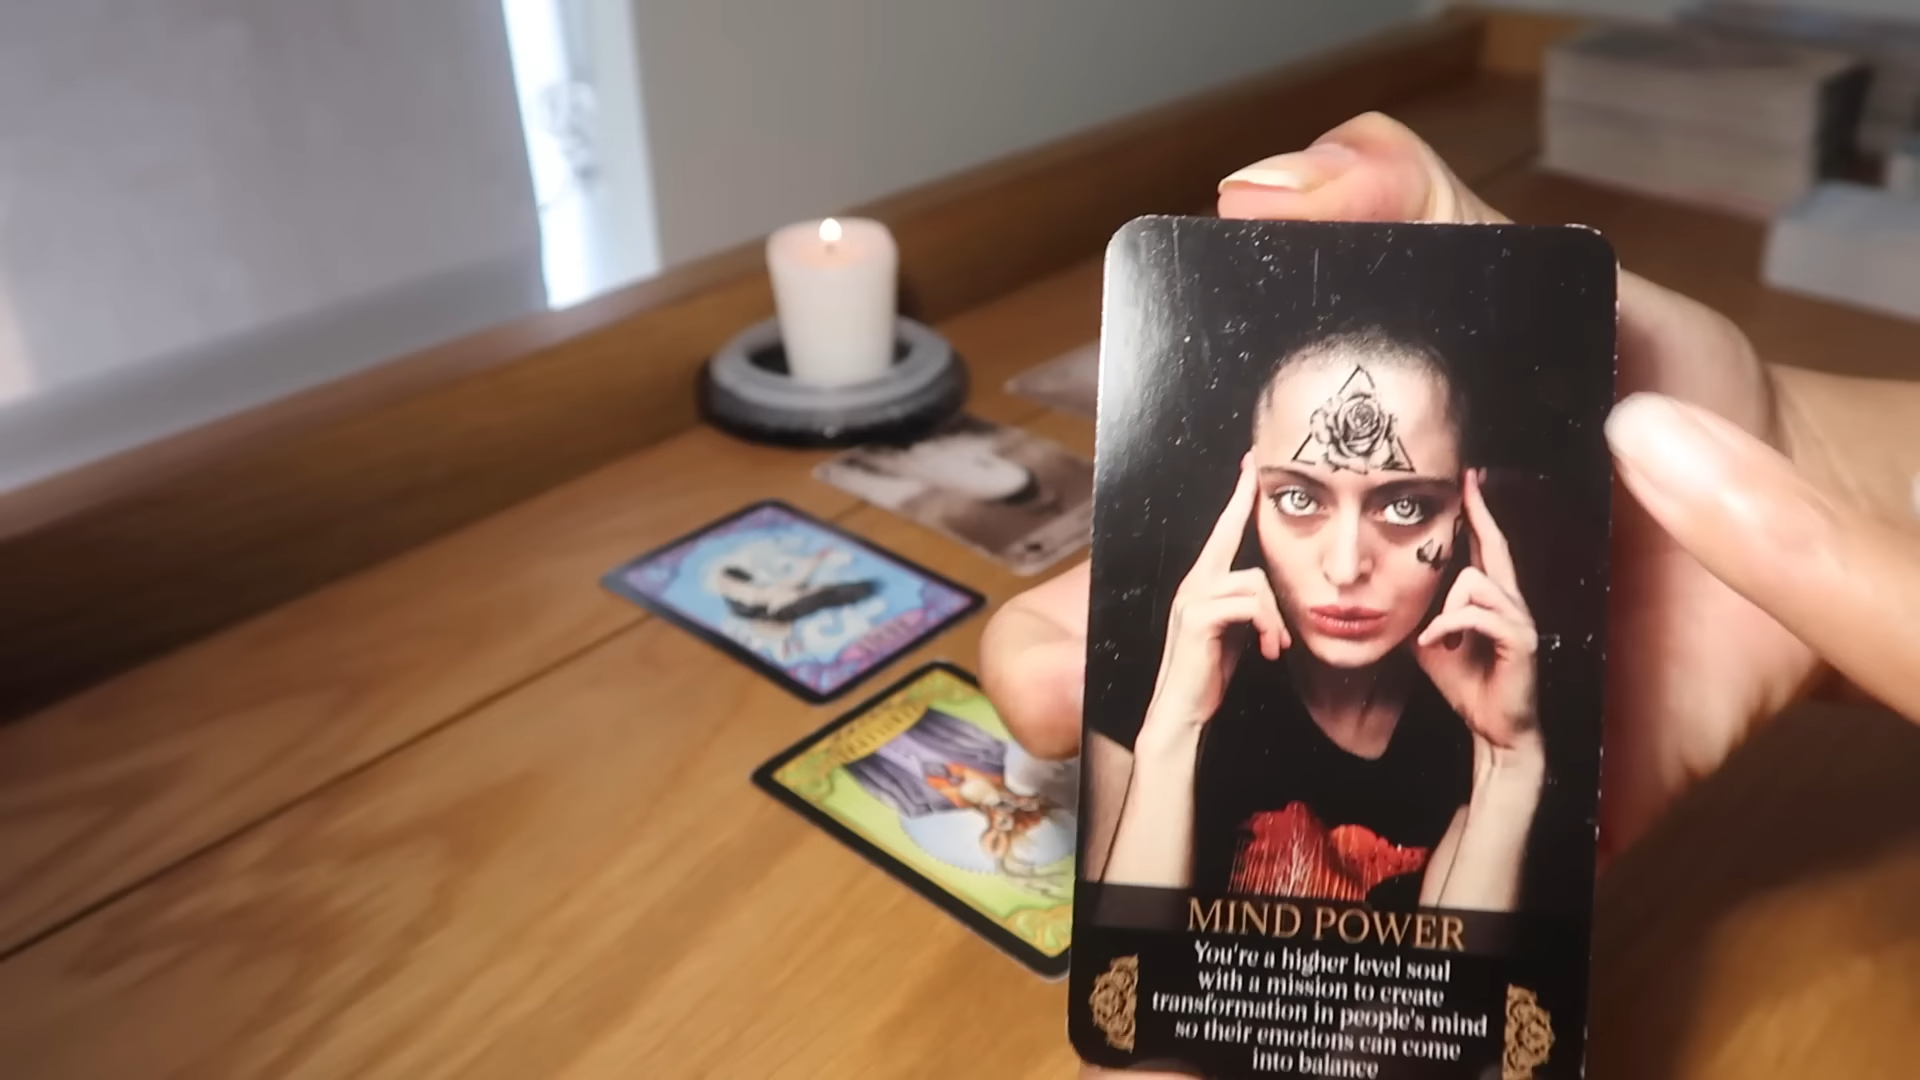 MIND POWER
You're a higher level soul
with a mission to create
transformation in people's mind
so their emotions can come
into balance